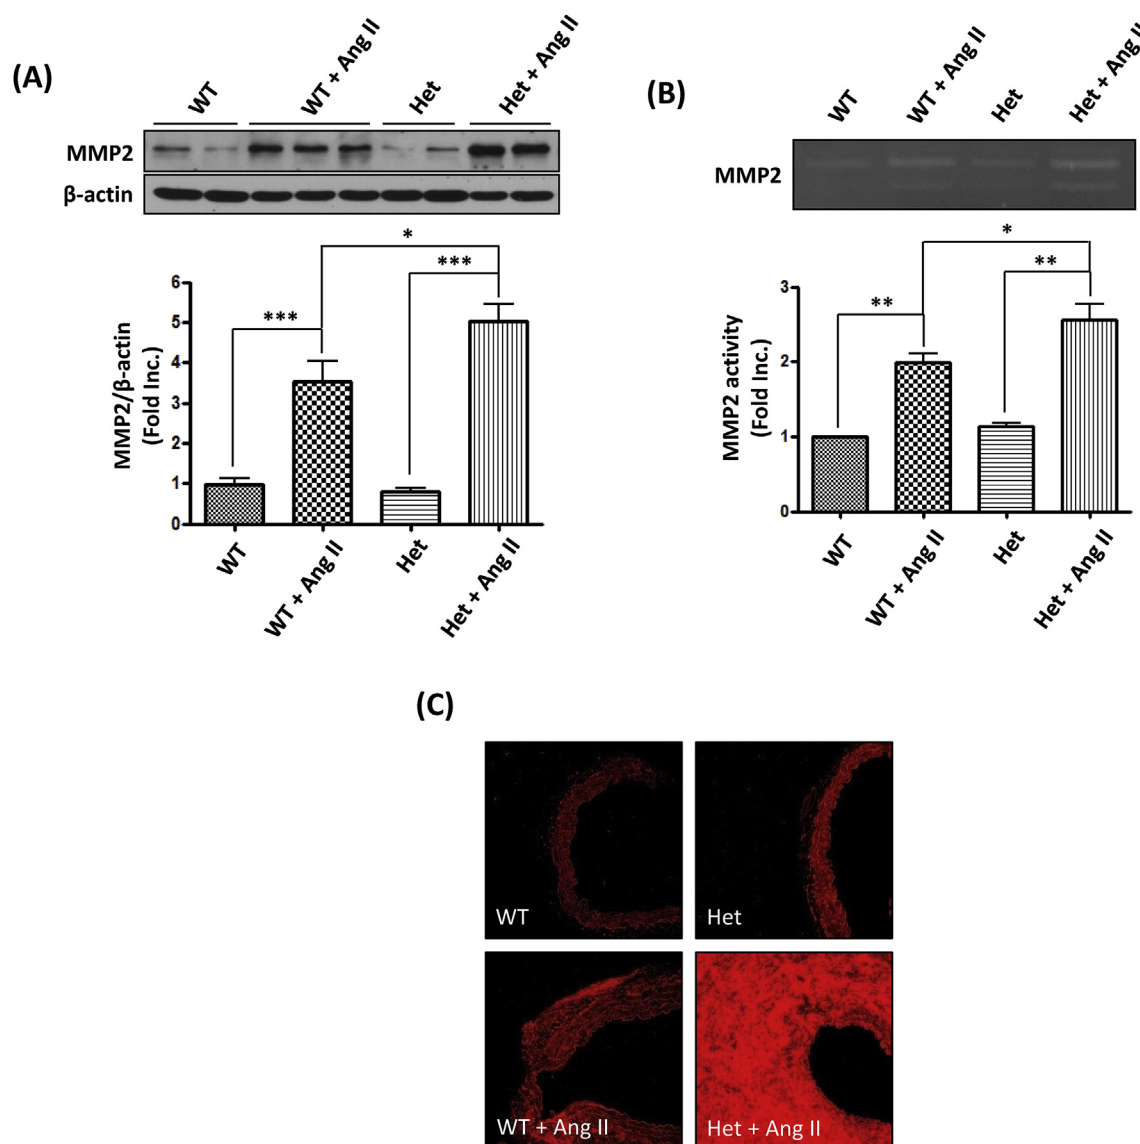 (A)
WT
WT + Ang II
Het
Het + Ang II
MMP2
β-actin
*
***
***
MMP2/β-actin
(Fold Inc.)
6
5
4
3
2
1
0
WT
WT + Ang II
Het
Het + Ang II
(B)
WT
WT + Ang II
Het
Het + Ang II
MMP2
*
**
**
MMP2 activity
(Fold Inc.)
3
2
1
0
WT
WT + Ang II
Het
Het + Ang II
(C)
WT
Het
WT + Ang II
Het + Ang II